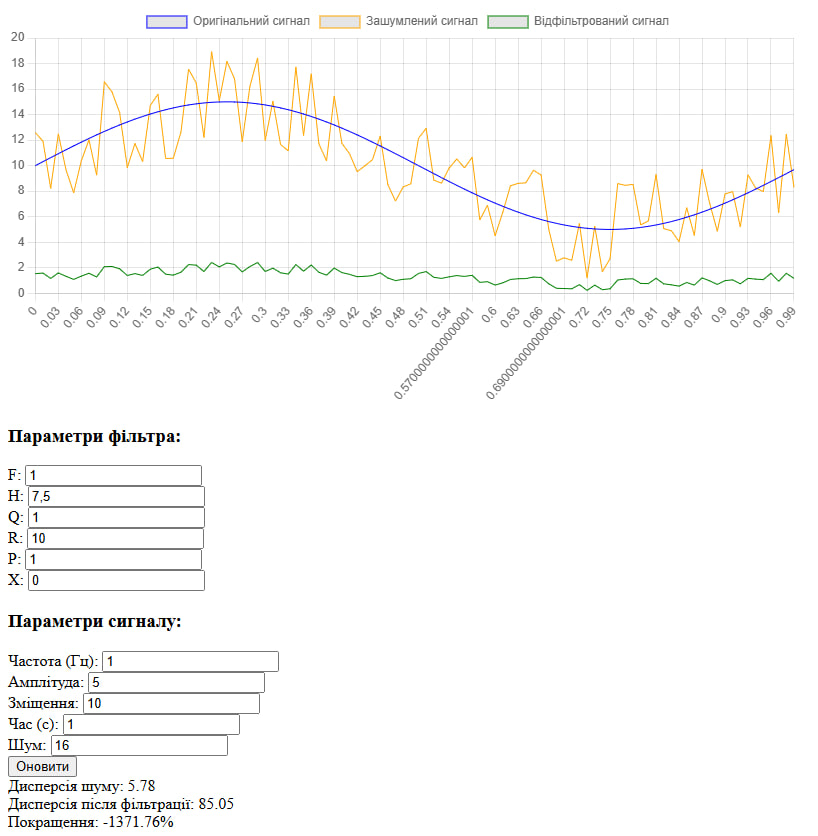 Оригінальний сигнал Зашумлений сигнал Відфільтрований сигнал
20
18
16
14
12
10
8
6
4
2
0
0 0.03 0.06 0.09 0.12 0.15 0.18 0.21 0.24 0.27 0.3 0.33 0.36 0.39 0.42 0.45 0.48 0.51 0.54 0.5700000000000001 0.6 0.63 0.66 0.6900000000000001 0.72 0.75 0.78 0.81 0.84 0.87 0.9 0.93 0.96 0.99
Параметри фільтра:
F: 1
H: 7,5
Q: 1
R: 10
P: 1
X: 0
Параметри сигналу:
Частота (Гц): 1
Амплітуда: 5
Зміщення: 10
Час (с): 1
Шум: 16
Оновити
Дисперсія шуму: 5.78
Дисперсія після фільтрації: 85.05
Покращення: -1371.76%